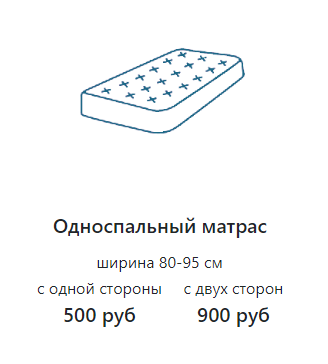 Односпальный матрас
ширина 80-95 см
с одной стороны с двух сторон
500 руб 900 руб